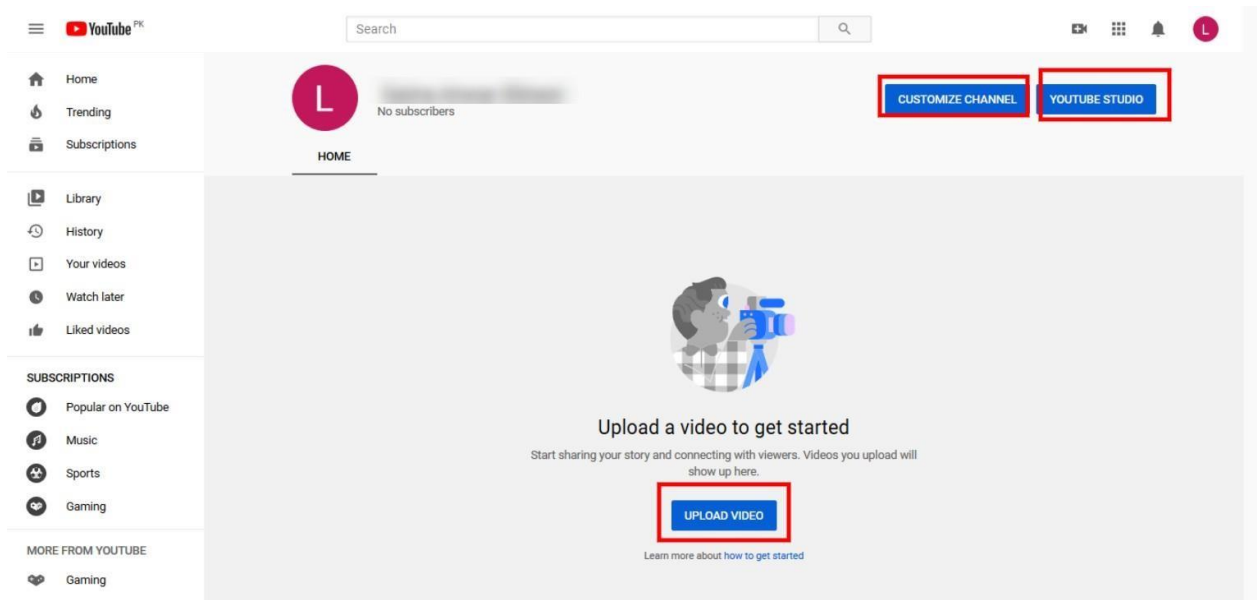 YouTube PK
Search
L
Home
Trending
Subscriptions
Library
History
Your videos
Watch later
Liked videos
SUBSCRIPTIONS
Popular on YouTube
Music
Sports
Gaming
MORE FROM YOUTUBE
Gaming
L
No subscribers
CUSTOMIZE CHANNEL
YOUTUBE STUDIO
HOME
Upload a video to get started
Start sharing your story and connecting with viewers. Videos you upload will
show up here.
UPLOAD VIDEO
Learn more about how to get started